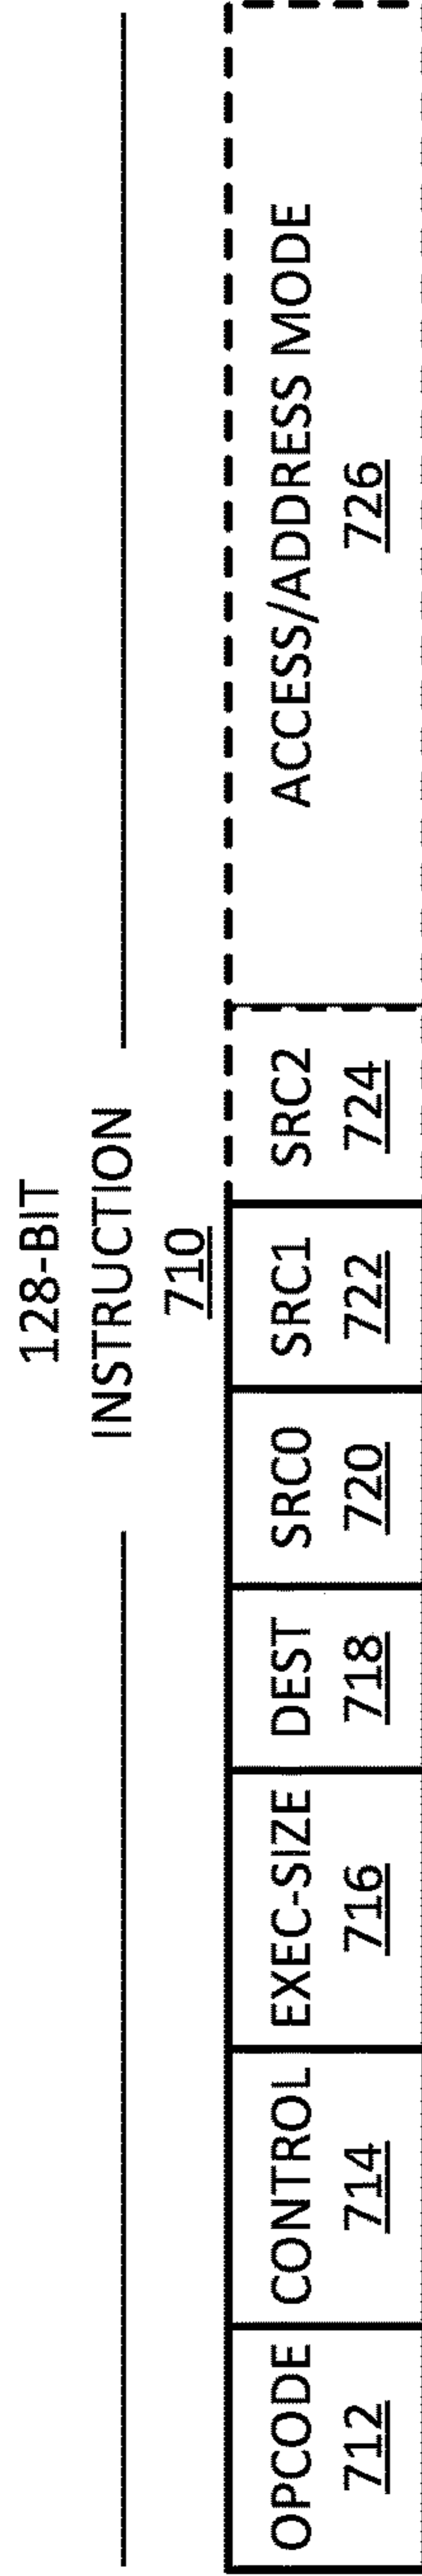 128-BIT
INSTRUCTION
710
OPCODE
712
CONTROL
714
EXEC-SIZE
716
DEST
718
SRC0
720
SRC1
722
SRC2
724
ACCESS/ADDRESS MODE
726